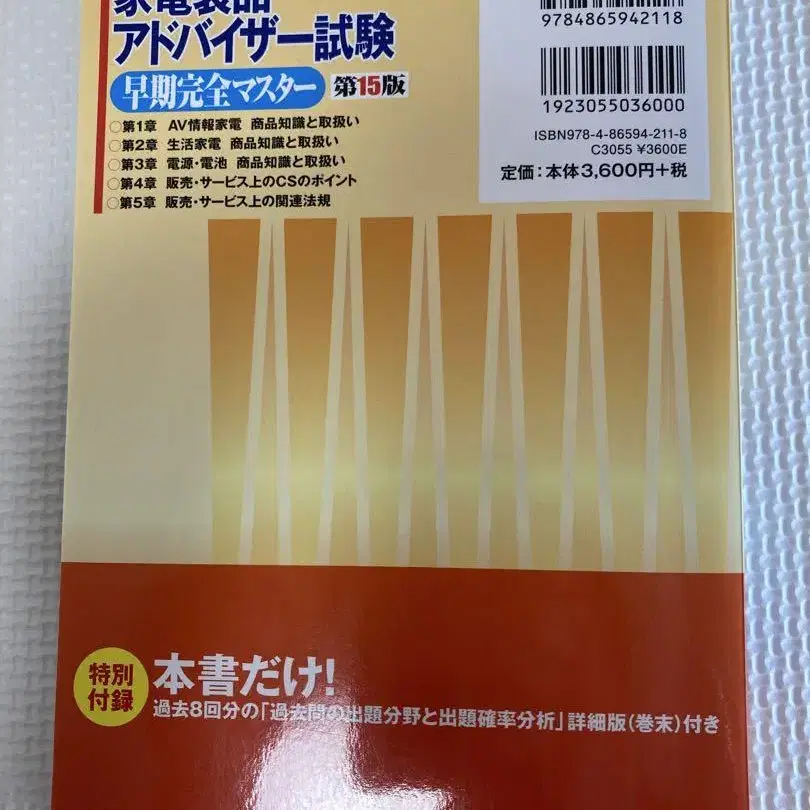 家電製品
アドバイザー試験
早期完全マスター 第15版
○第1章 AV情報家電 商品知識と取扱い
○第2章 生活家電 商品知識と取扱い
○第3章 電源・電池 商品知識と取扱い
○第4章 販売・サービス上のCSのポイント
○第5章 販売・サービス上の関連法規
9784865942118
1923055036000
ISBN978-4-86594-211-8
C3055 ¥3600E
定価:本体3,600円+税
特別
付録
本書だけ!
過去8回分の「過去問の出題分野と出題確率分析」詳細版(巻末)付き